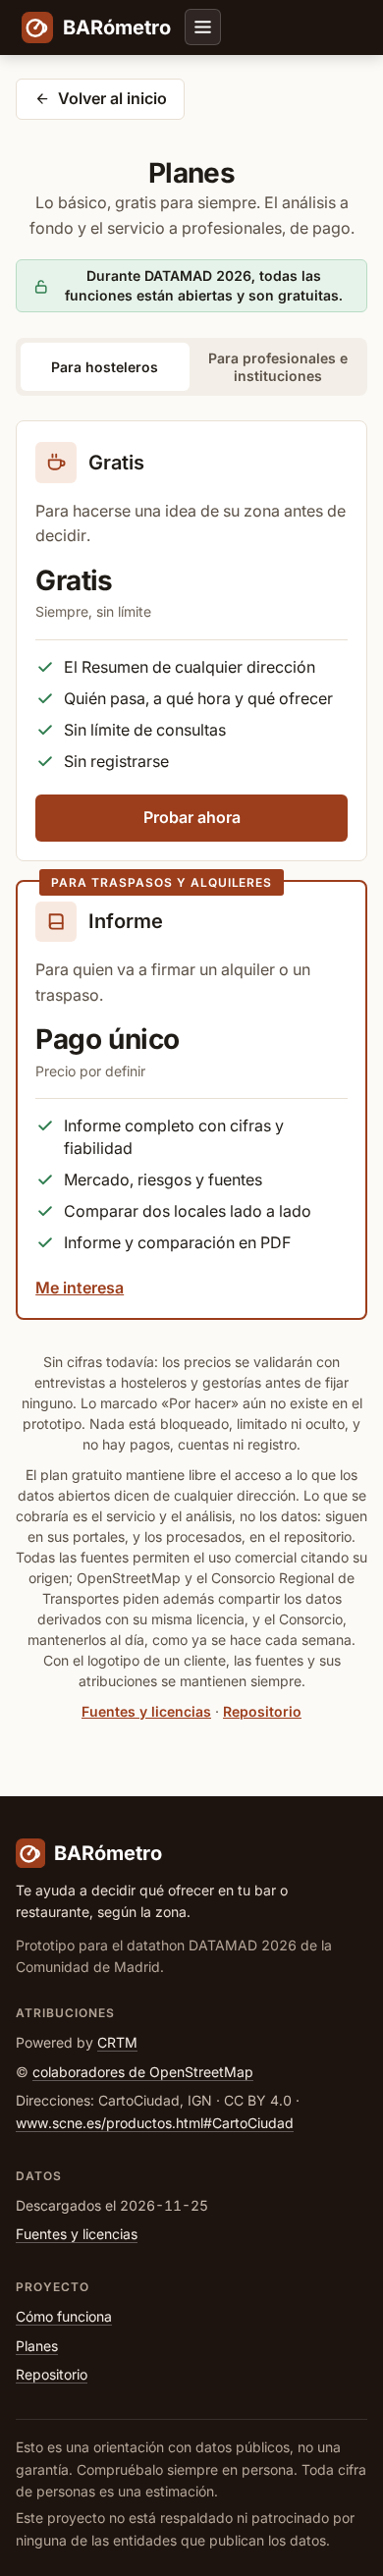 BARómetro
Volver al inicio
Planes
Lo básico, gratis para siempre. El análisis a
fondo y el servicio a profesionales, de pago.
Durante DATAMAD 2026, todas las
funciones están abiertas y son gratuitas.
Para hosteleros
Para profesionales e
instituciones
Gratis
Para hacerse una idea de su zona antes de
decidir.
Gratis
Siempre, sin límite
El Resumen de cualquier dirección
Quién pasa, a qué hora y qué ofrecer
Sin límite de consultas
Sin registrarse
Probar ahora
PARA TRASPASOS Y ALQUILERES
Informe
Para quien va a firmar un alquiler o un
traspaso.
Pago único
Precio por definir
Informe completo con cifras y
fiabilidad
Mercado, riesgos y fuentes
Comparar dos locales lado a lado
Informe y comparación en PDF
Me interesa
Sin cifras todavía: los precios se validarán con
entrevistas a hosteleros y gestorías antes de fijar
ninguno. Lo marcado «Por hacer» aún no existe en el
prototipo. Nada está bloqueado, limitado ni oculto, y
no hay pagos, cuentas ni registro.
El plan gratuito mantiene libre el acceso a lo que los
datos abiertos dicen de cualquier dirección. Lo que se
cobraría es el servicio y el análisis, no los datos: siguen
en sus portales, y los procesados, en el repositorio.
Todas las fuentes permiten el uso comercial citando su
origen; OpenStreetMap y el Consorcio Regional de
Transportes piden además compartir los datos
derivados con su misma licencia, y el Consorcio,
mantenerlos al día, como ya se hace cada semana.
Con el logotipo de un cliente, las fuentes y sus
atribuciones se mantienen siempre.
Fuentes y licencias · Repositorio
BARómetro
Te ayuda a decidir qué ofrecer en tu bar o
restaurante, según la zona.
Prototipo para el datathon DATAMAD 2026 de la
Comunidad de Madrid.
ATRIBUCIONES
Powered by CRTM
© colaboradores de OpenStreetMap
Direcciones: CartoCiudad, IGN · CC BY 4.0 ·
www.scne.es/productos.html#CartoCiudad
DATOS
Descargados el 2026-11-25
Fuentes y licencias
PROYECTO
Cómo funciona
Planes
Repositorio
Esto es una orientación con datos públicos, no una
garantía. Compruébalo siempre en persona. Toda cifra
de personas es una estimación.
Este proyecto no está respaldado ni patrocinado por
ninguna de las entidades que publican los datos.